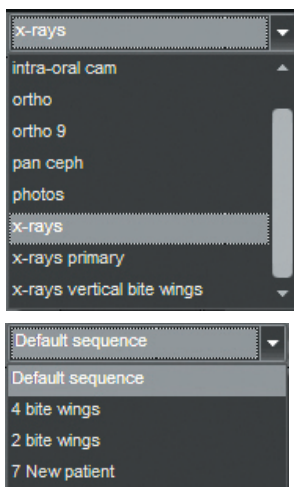 x-rays
intra-oral cam
ortho
ortho 9
pan ceph
photos
x-rays
x-rays primary
x-rays vertical bite wings
Default sequence
Default sequence
4 bite wings
2 bite wings
7 New patient